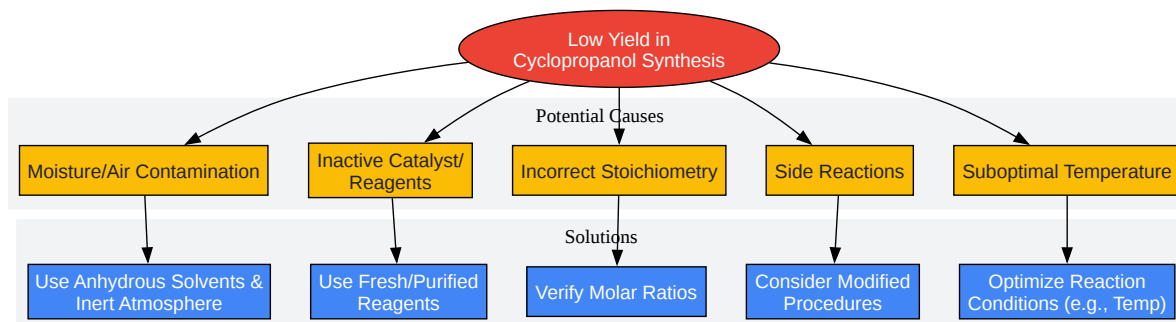 Low Yield in
Cyclopropanol Synthesis
Potential Causes
Moisture/Air Contamination
Inactive Catalyst/
Reagents
Incorrect Stoichiometry
Side Reactions
Suboptimal Temperature
Solutions
Use Anhydrous Solvents &
Inert Atmosphere
Use Fresh/Purified
Reagents
Verify Molar Ratios
Consider Modified
Procedures
Optimize Reaction
Conditions (e.g., Temp)